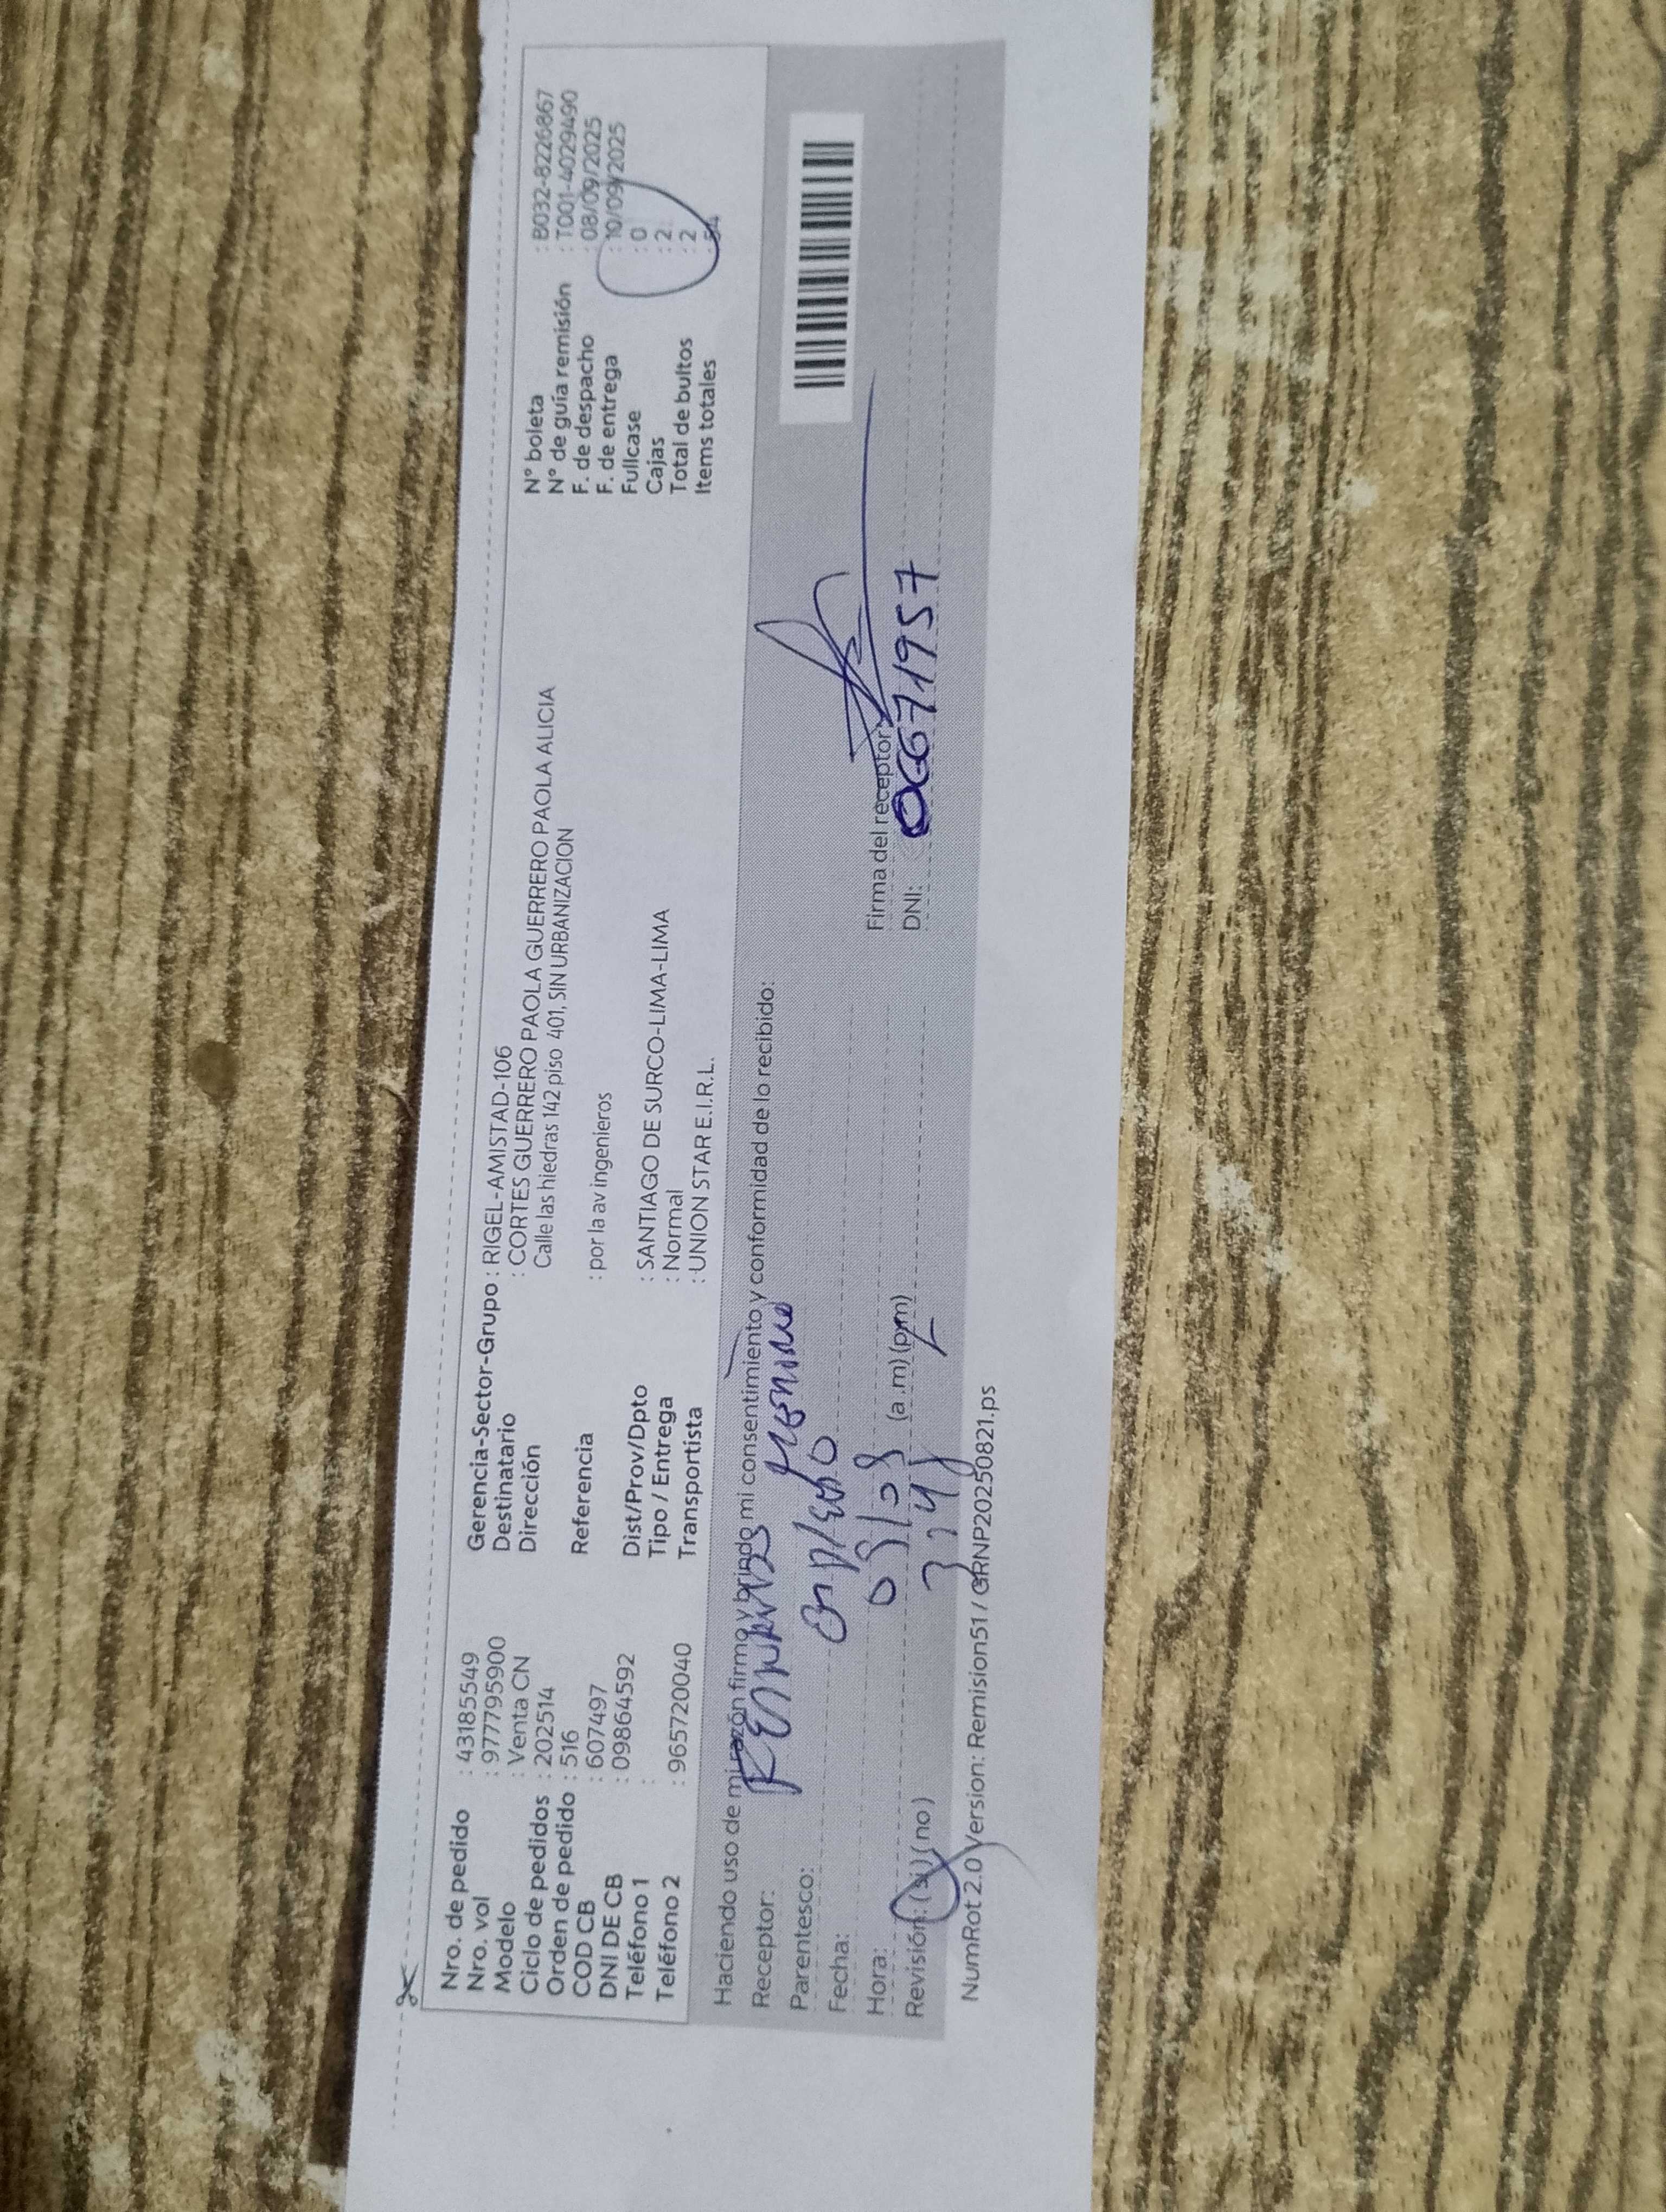 Nro. de pedido : 43185549
Nro. vol : 9777795900
Modelo : Venta CN
Ciclo de pedidos : 202514
Orden de pedido : 516
COD CB : 607497
DNI DE CB : 09864592
Teléfono 1 :
Teléfono 2 : 965720040
Gerencia-Sector-Grupo : RIGEL-AMISTAD-106
Destinatario : CORTES GUERRERO PAOLA GUERRERO PAOLA ALICIA
Dirección Calle las hiedras 142 piso 401, SIN URBANIZACION
Referencia : por la av ingenieros
Dist/Prov/Dpto : SANTIAGO DE SURCO-LIMA-LIMA
Tipo / Entrega : Normal
Transportista : UNION STAR E.I.R.L.
N° boleta : B032-8226867
N° de guía remisión : T001-4029490
F. de despacho : 08/09/2025
F. de entrega : 10/09/2025
Fullcase : 0
Cajas : 2
Total de bultos : 2
Items totales : 54
Haciendo uso de mi razón firmo y brindo mi consentimiento y conformidad de lo recibido:
Receptor:
Parentesco:
Fecha:
Hora: (a.m) (pm)
Revisión: (si) (no)
Firma del receptor:
DNI: 06671957
NumRot 2.0 Version: Remision51 / GRNP20250821.ps